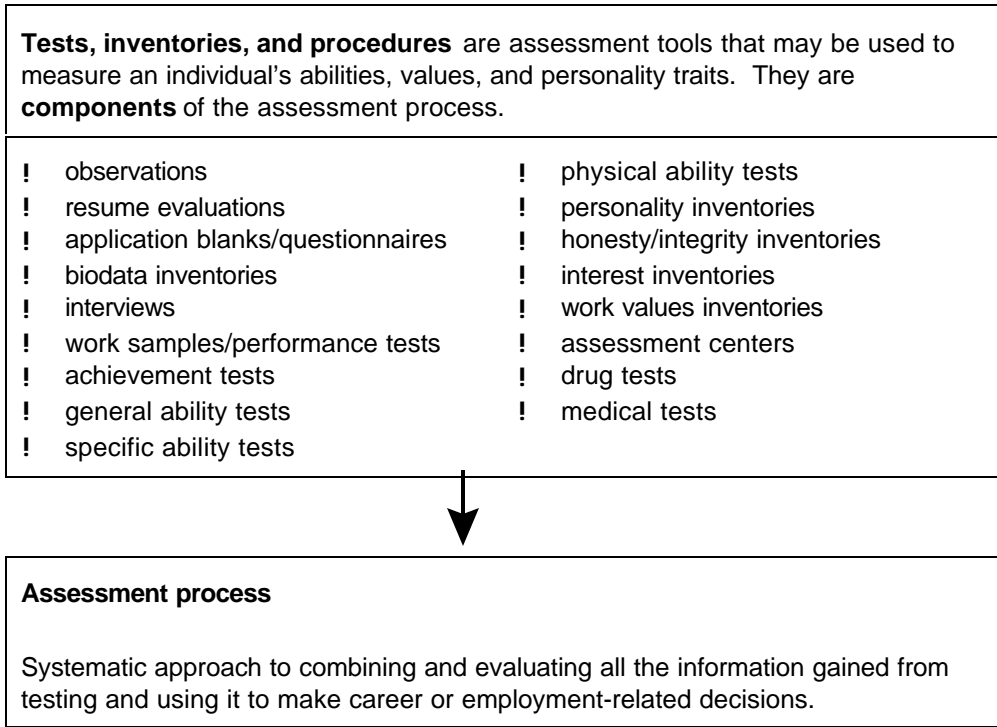 Tests, inventories, and procedures are assessment tools that may be used to
measure an individual's abilities, values, and personality traits. They are
components of the assessment process.
! observations
! resume evaluations
! application blanks/questionnaires
! biodata inventories
! interviews
! work samples/performance tests
! achievement tests
! general ability tests
! specific ability tests
! physical ability tests
! personality inventories
! honesty/integrity inventories
! interest inventories
! work values inventories
! assessment centers
! drug tests
! medical tests
Assessment process
Systematic approach to combining and evaluating all the information gained from
testing and using it to make career or employment-related decisions.